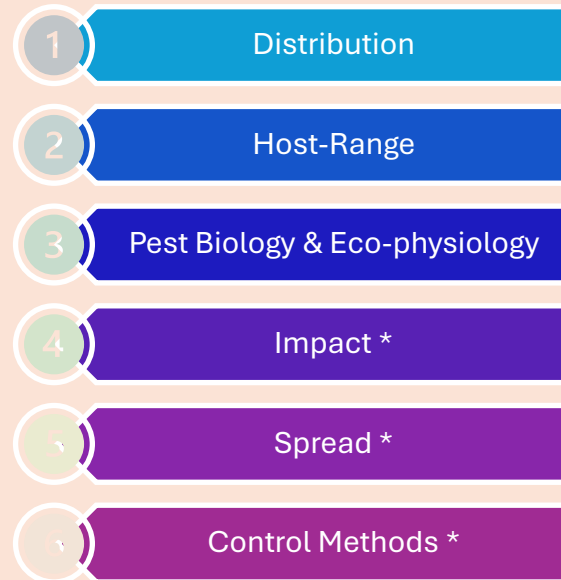 1 Distribution
2 Host-Range
3 Pest Biology & Eco-physiology
4 Impact *
Spread *
Control Methods *